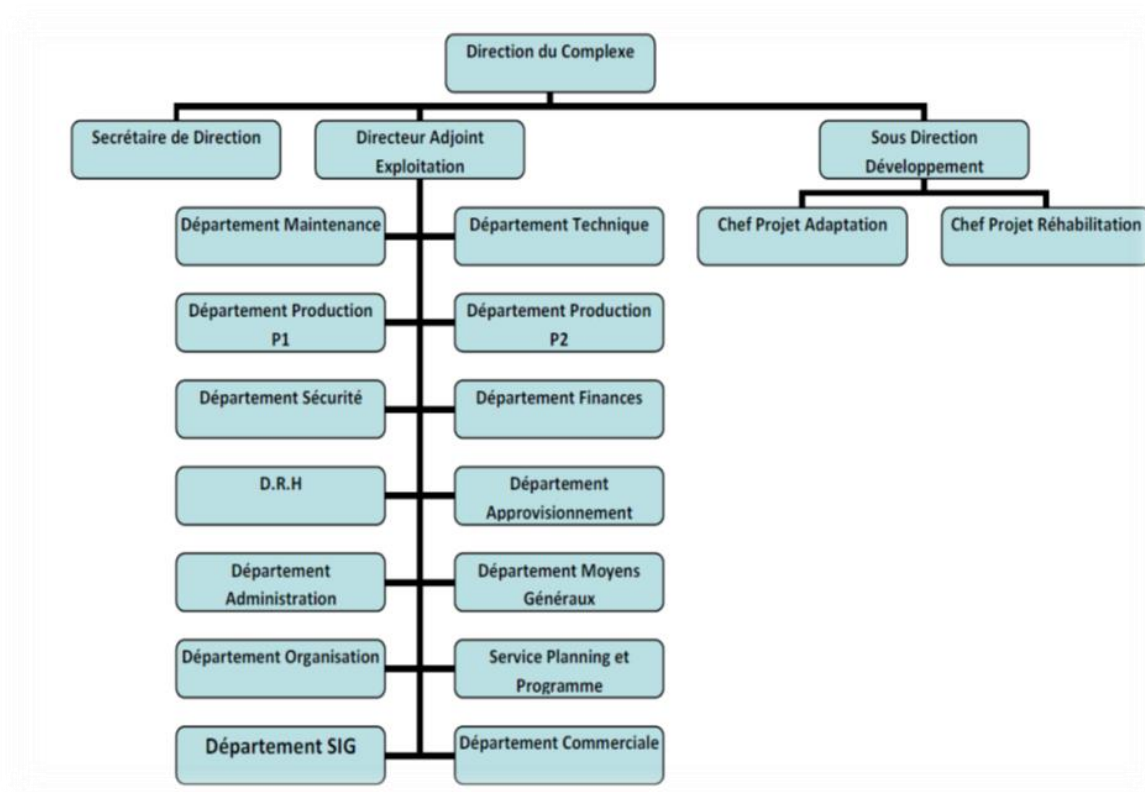 Direction du Complexe
Secrétaire de Direction
Directeur Adjoint
Exploitation
Sous Direction
Développement
Département Maintenance
Département Technique
Chef Projet Adaptation
Chef Projet Réhabilitation
Département Production
P1
Département Production
P2
Département Sécurité
Département Finances
D.R.H
Département
Approvisionnement
Département
Administration
Département Moyens
Généraux
Département Organisation
Service Planning et
Programme
Département SIG
Département Commerciale